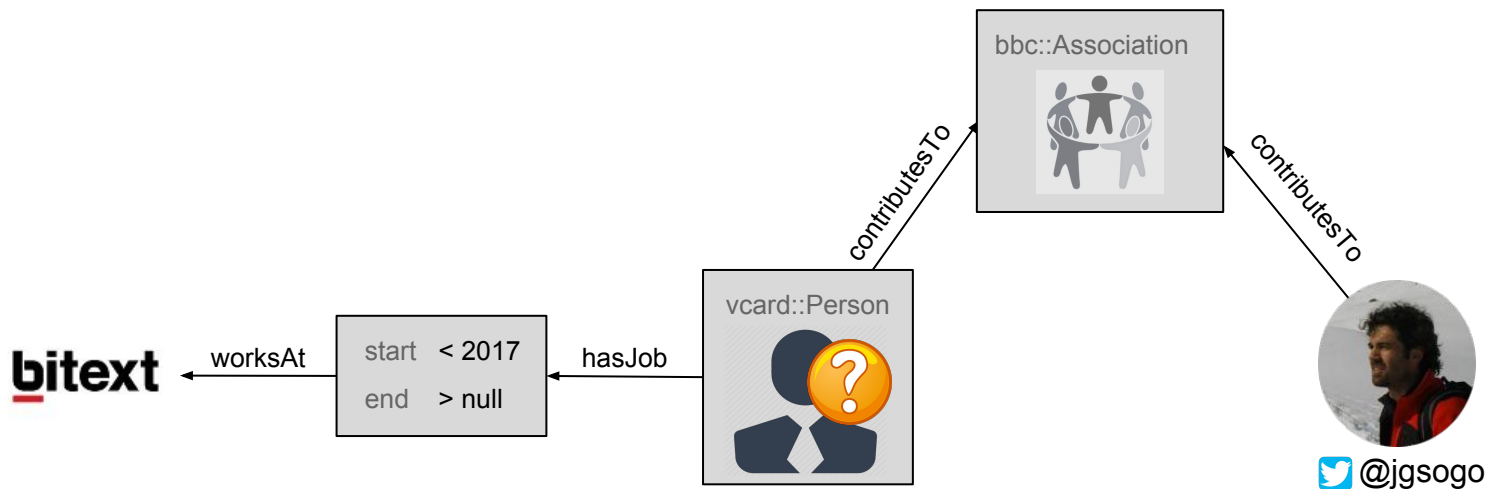 bbc::Association
contributesTo
contributesTo
vcard::Person
?
bitext
worksAt
start < 2017
end > null
hasJob
@jgsogo